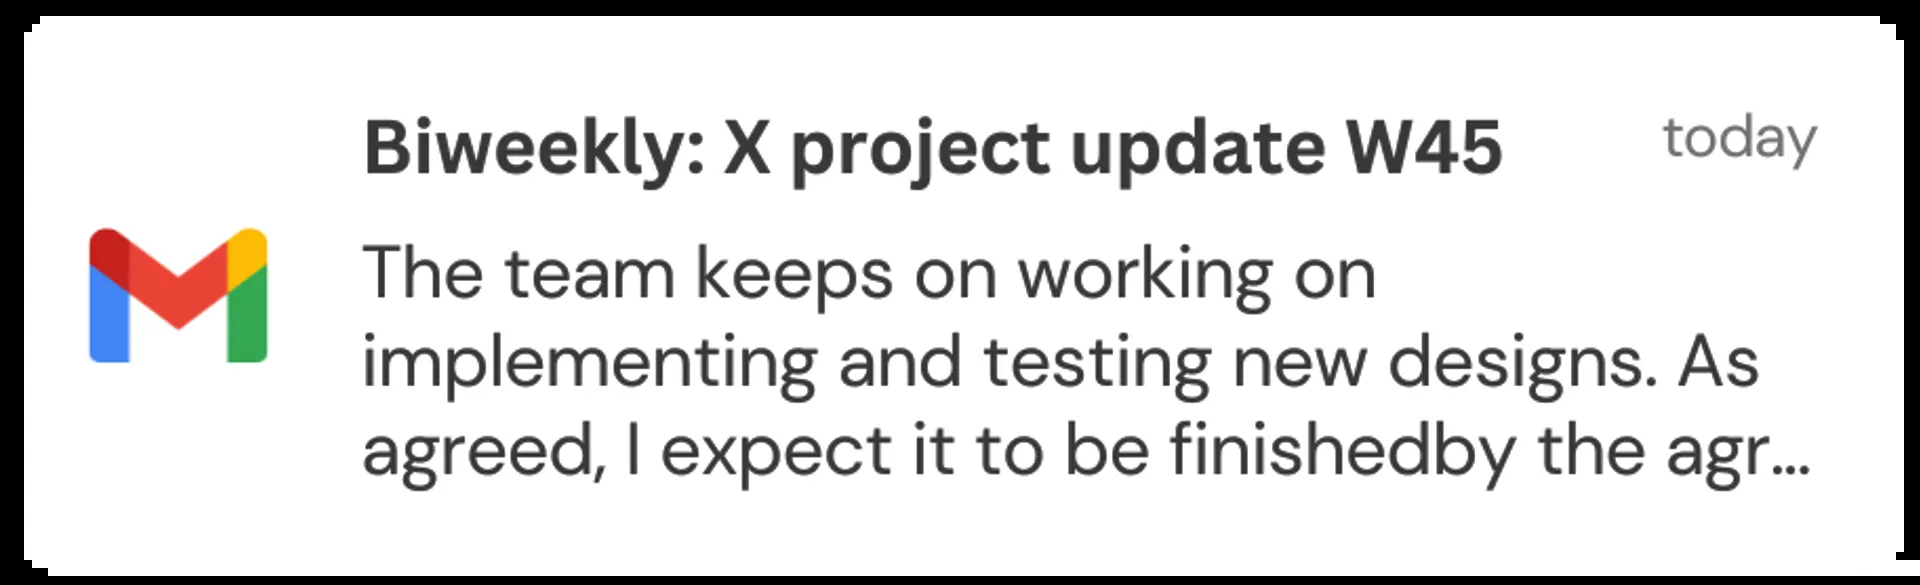 Biweekly: X project update W45
today
The team keeps on working on
implementing and testing new designs. As
agreed, I expect it to be finishedby the agr...